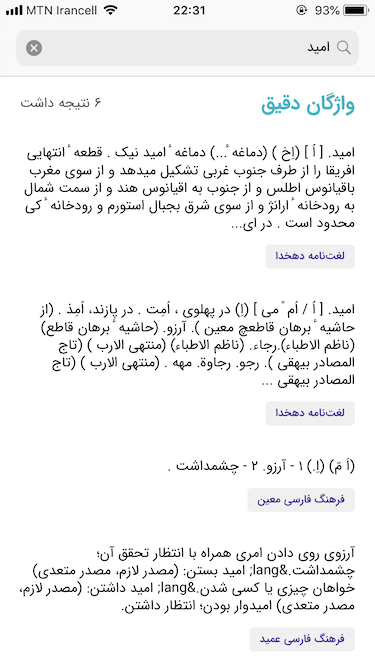 MTN Irancell 22:31 93%
امید
واژگان دقیق ۶ نتیجه داشت
امید. [ اُ ] (اِخ ) (دماغه ٔ...) دماغه ٔ امید نیک . قطعه ٔ انتهایی
افریقا را از طرف جنوب غربی تشکیل میدهد و از سوی مغرب
باقیانوس اطلس و از جنوب به اقیانوس هند و از سمت شمال
به رودخانه ٔ ارانژ و از سوی شرق بجبال استورم و رودخانه ٔ کی
محدود است . در ای...
لغت‌نامه دهخدا
امید. [ اُ / اُم ْ می ] (اِ) در پهلوی ، اُمِت . در پازند، اُمِذ . (از
حاشیه ٔ برهان قاطعچ معین ). آرزو. (حاشیه ٔ برهان قاطع)
(ناظم الاطباء).رجاء. (ناظم الاطباء) (منتهی الارب ) (تاج
المصادر بیهقی ). رجو. رجاوة. مهه . (منتهی الارب ) (تاج
المصادر بیهقی ...
لغت‌نامه دهخدا
(اُ مّ) (اِ.) ۱ - آرزو. ۲ - چشمداشت .
فرهنگ فارسی معین
آرزوی روی دادن امری همراه با انتظار تحقق آن؛
چشمداشت.&lang; امید بستن: (مصدر لازم، مصدر متعدی)
خواهان چیزی یا کسی شدن.&lang; امید داشتن: (مصدر لازم،
مصدر متعدی) امیدوار بودن؛ انتظار داشتن.
فرهنگ فارسی عمید